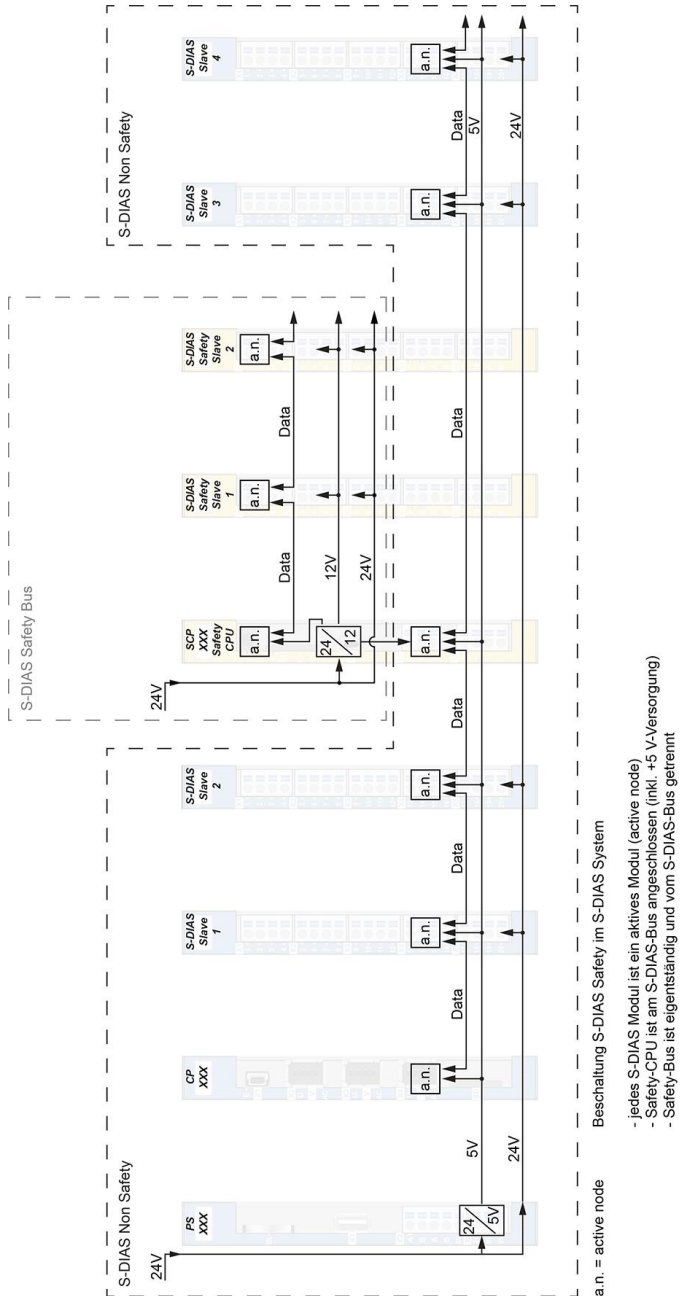 S-DIAS Safety Bus
S-DIAS Non Safety
24V
PS
XXX
24
5V
5V
24V
CP
XXX
a.n.
Data
S-DIAS
Slave
1
a.n.
Data
S-DIAS
Slave
2
a.n.
Data
24V
SCP
XXX
Safety
CPU
a.n.
24
12
a.n.
Data
12V
24V
S-DIAS
Safety
Slave
1
a.n.
Data
Data
S-DIAS
Safety
Slave
2
a.n.
S-DIAS Non Safety
S-DIAS
Slave
3
a.n.
Data
5V
24V
S-DIAS
Slave
4
a.n.
a.n. = active node
Beschaltung S-DIAS Safety im S-DIAS System
- jedes S-DIAS Modul ist ein aktives Modul (active node)
- Safety-CPU ist am S-DIAS-Bus angeschlossen (inkl. +5 V-Versorgung)
- Safety-Bus ist eigentständig und vom S-DIAS-Bus getrennt